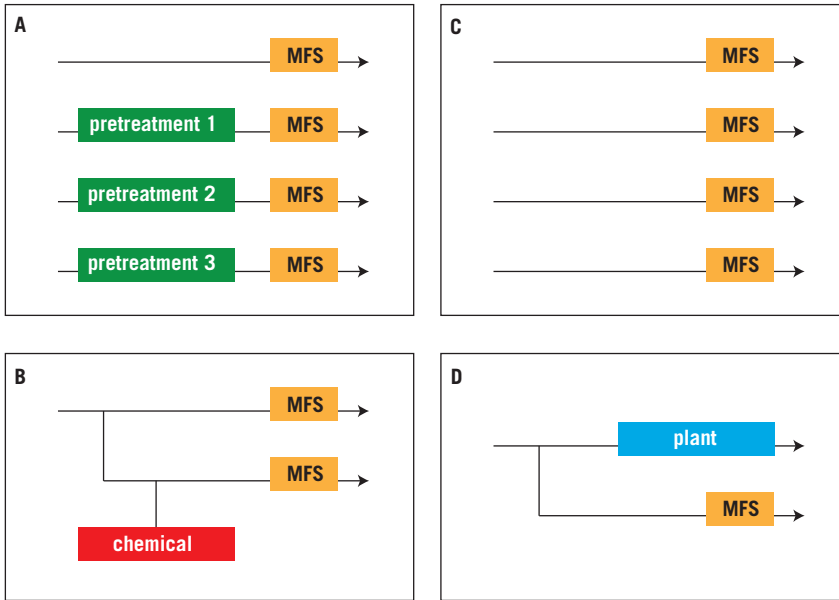 A
MFS
pretreatment 1
MFS
pretreatment 2
MFS
pretreatment 3
MFS
C
MFS
MFS
MFS
MFS
B
MFS
MFS
chemical
D
plant
MFS